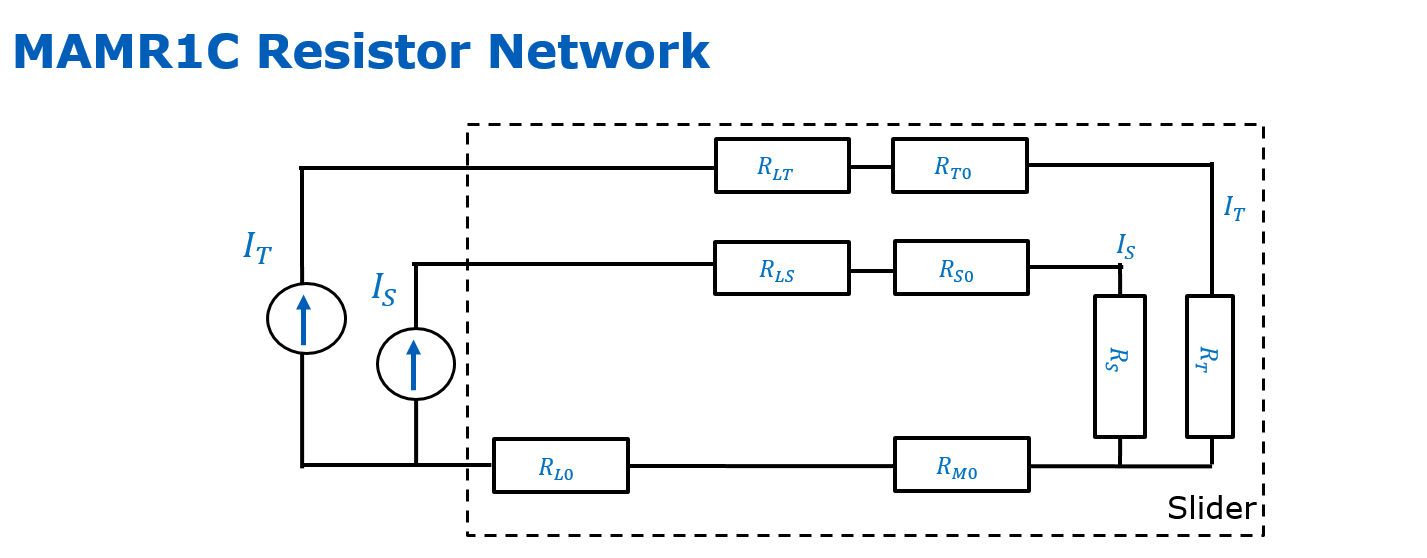 MAMR1C Resistor Network
R_{LT}
R_{T0}
I_T
I_T
R_{LS}
R_{S0}
I_S
I_S
R_S
R_T
R_{L0}
R_{M0}
Slider